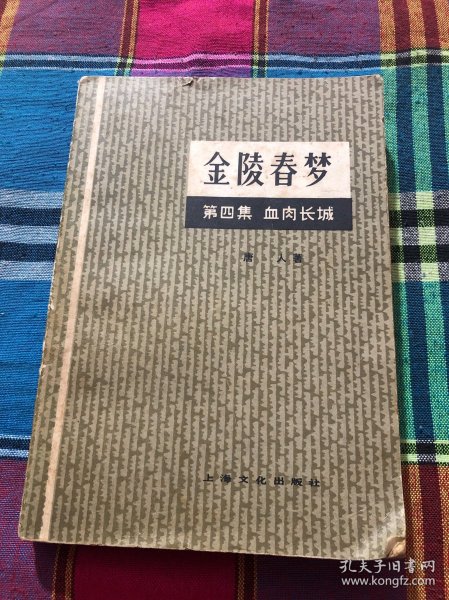 金陵春梦
第四集 血肉长城
唐 人著
上海文化出版社
孔夫子旧书网
www.kongfz.com